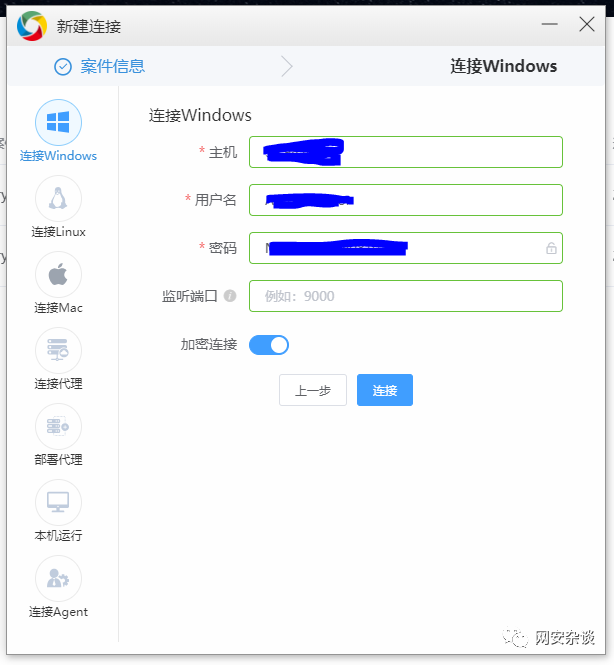 新建连接
案件信息
连接Windows
连接Windows
连接Windows
* 主机
* 用户名
* 密码
监听端口
例如：9000
加密连接
上一步
连接
连接Linux
连接Mac
连接代理
部署代理
本机运行
连接Agent
网安杂谈